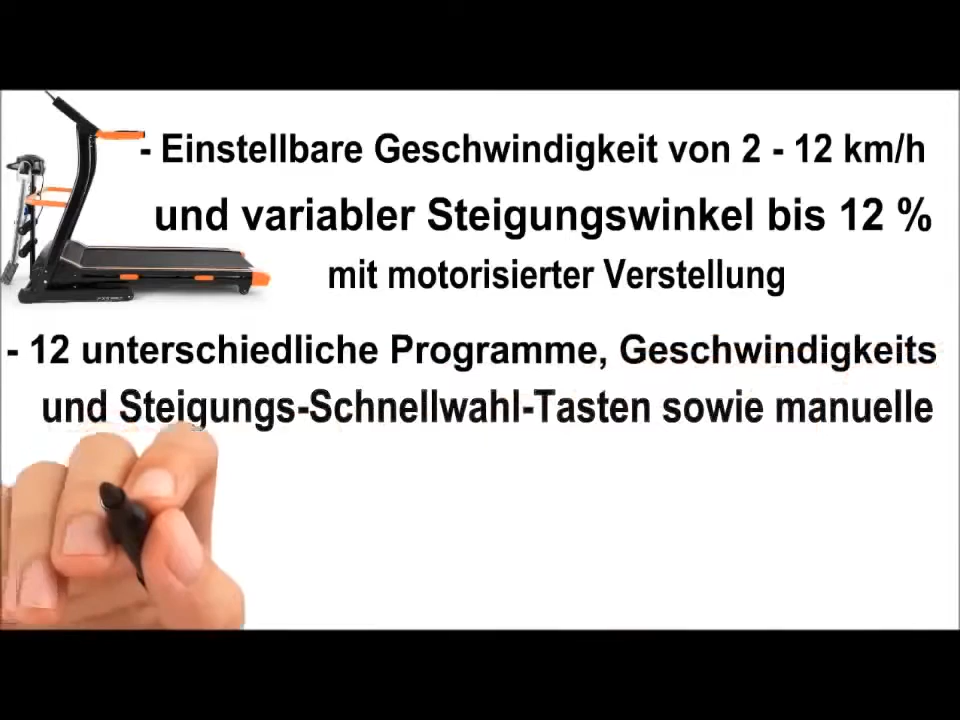 - Einstellbare Geschwindigkeit von 2 - 12 km/h
und variabler Steigungswinkel bis 12 %
mit motorisierter Verstellung
- 12 unterschiedliche Programme, Geschwindigkeits
und Steigungs-Schnellwahl-Tasten sowie manuelle